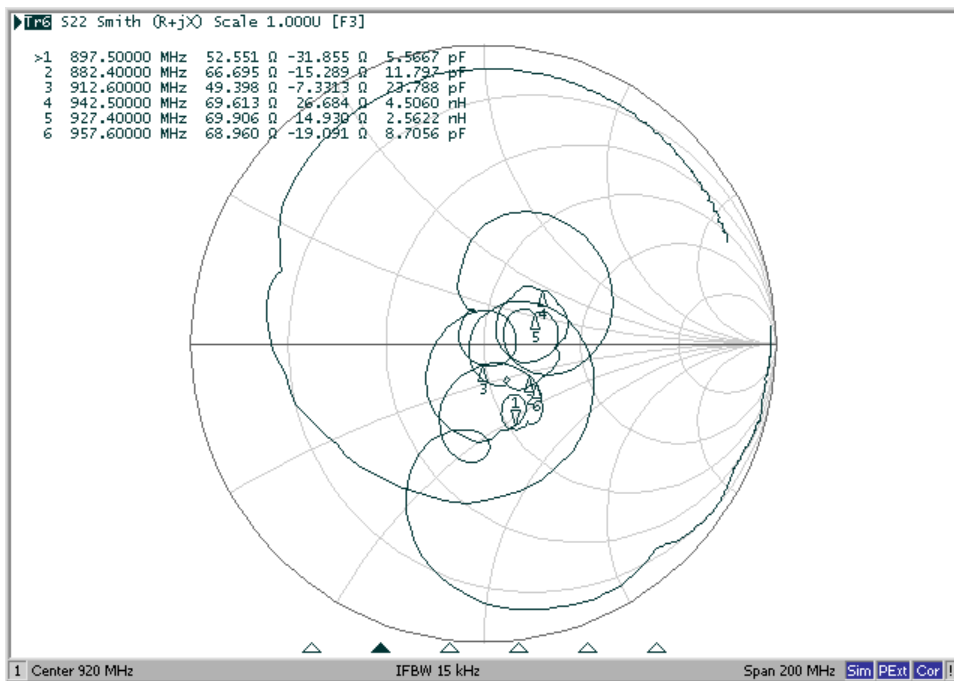 Tr6 S22 Smith (R+jX) Scale 1.000U [F3]
>1 897.50000 MHz 52.551 Ω -31.855 Ω 5.5667 pF
2 882.40000 MHz 66.695 Ω -15.289 Ω 11.797 pF
3 912.60000 MHz 49.398 Ω -7.3313 Ω 23.788 pF
4 942.50000 MHz 69.613 Ω 26.684 Ω 4.5060 nH
5 927.40000 MHz 69.906 Ω 14.930 Ω 2.5622 nH
6 957.60000 MHz 68.960 Ω -19.091 Ω 8.7056 pF
4
5
3
2
6
1
1 Center 920 MHz IFBW 15 kHz Span 200 MHz Sim PExt Cor !